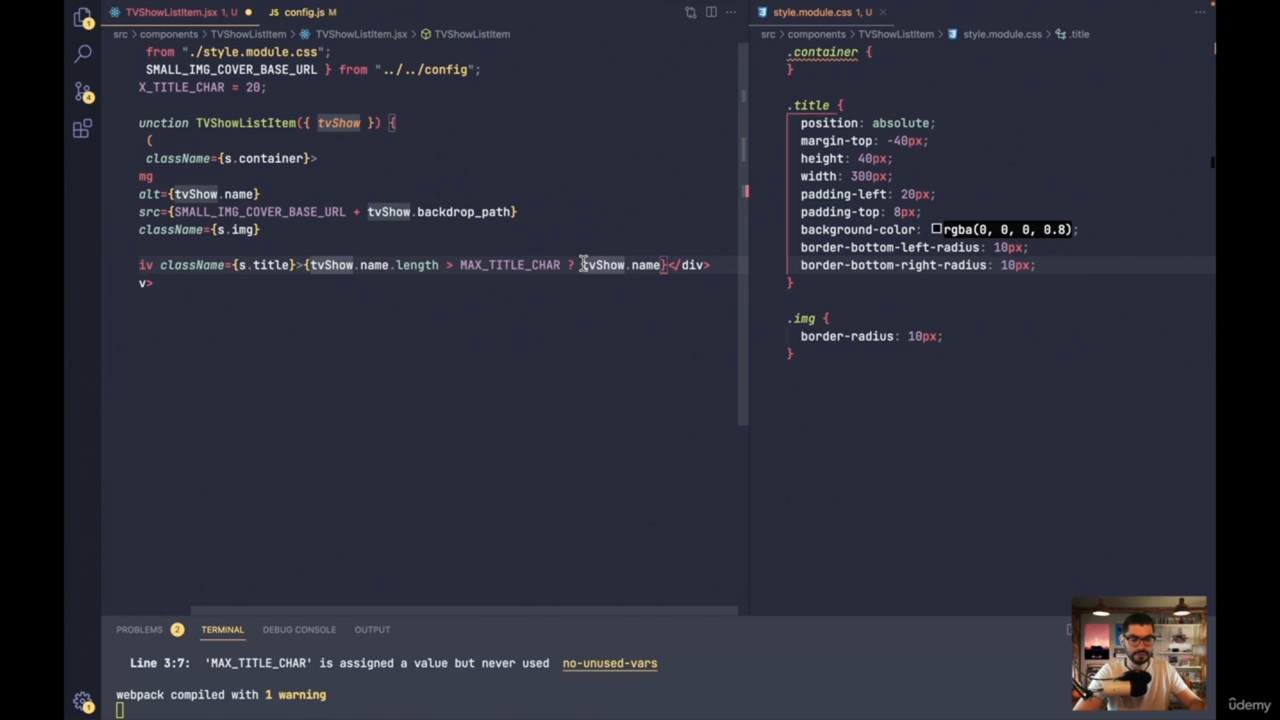 TVShowListItem.jsx 1, U
JS config.js M
style.module.css 1, U
src > components > TVShowListItem > TVShowListItem.jsx > TVShowListItem
src > components > TVShowListItem > style.module.css > .title
from "./style.module.css";
SMALL_IMG_COVER_BASE_URL } from "../../config";
X_TITLE_CHAR = 20;
unction TVShowListItem({ tvShow }) {
(
className={s.container}>
mg
alt={tvShow.name}
src={SMALL_IMG_COVER_BASE_URL + tvShow.backdrop_path}
className={s.img}
iv className={s.title}>{tvShow.name.length > MAX_TITLE_CHAR ? tvShow.name}</div>
v>
.container {
}
.title {
position: absolute;
margin-top: -40px;
height: 40px;
width: 300px;
padding-left: 20px;
padding-top: 8px;
background-color: rgba(0, 0, 0, 0.8);
border-bottom-left-radius: 10px;
border-bottom-right-radius: 10px;
}
.img {
border-radius: 10px;
}
1
4
1
PROBLEMS 2 TERMINAL DEBUG CONSOLE OUTPUT
Line 3:7: 'MAX_TITLE_CHAR' is assigned a value but never used no-unused-vars
webpack compiled with 1 warning
ûdemy